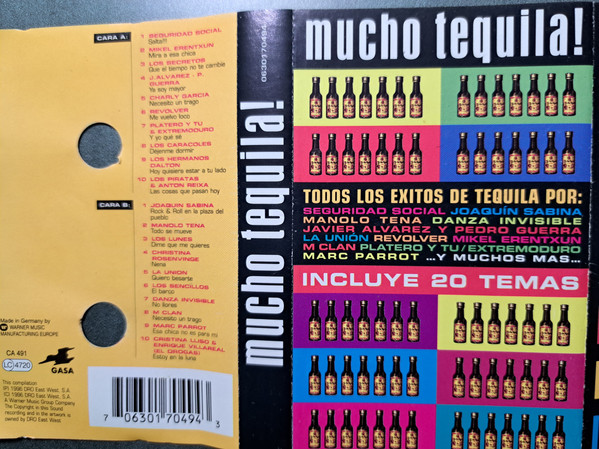 CARA A:
1 SEGURIDAD SOCIAL
Salta!!!
2 MIKEL ERENTXUN
Mira a esa chica
3 LOS SECRETOS
Que el tiempo no te cambie
4 J.ALVAREZ - P. GUERRA
Ya soy mayor
5 CHARLY GARCIA
Necesito un trago
6 REVOLVER
Me vuelvo loco
7 PLATERO Y TU & EXTREMODURO
Y yo qué sé
8 LOS CARACOLES
Déjenme dormir
9 LOS HERMANOS DALTON
Hoy quisiera estar a tu lado
10 LOS PIRATAS & ANTON REIXA
Las cosas que pasan hoy
CARA B:
1 JOAQUIN SABINA
Rock & Roll en la plaza del pueblo
2 MANOLO TENA
Todo se mueve
3 LOS LUNES
Dime que me quieres
4 CHRISTINA ROSENVINGE
Nena
5 LA UNION
Quiero besarte
6 LOS SENCILLOS
El barco
7 DANZA INVISIBLE
No llores
8 M CLAN
Necesito un trago
9 MARC PARROT
Esa chica no es para mi
10 CRISTINA LLISO & ENRIQUE VILLAREAL (EL DROGAS)
Estoy en la luna
Made in Germany by
WARNER MUSIC
MANUFACTURING EUROPE
CA 491
LC 4720
GASA
This compilation
(P) 1996 DRO East West, S.A.
(C) 1996 DRO East West, S.A.
A Warner Music Group Company.
The Copyright in this Sound
recording and in the artwork is
owned by DRO East West.
7 06301 70494 3
0630170494
mucho tequila!
mucho tequila!
TODOS LOS EXITOS DE TEQUILA POR:
SEGURIDAD SOCIAL JOAQUÍN SABINA
MANOLO TENA DANZA INVISIBLE
JAVIER ALVAREZ Y PEDRO GUERRA
LA UNIÓN REVOLVER MIKEL ERENTXUN
M CLAN PLATERO Y TU/EXTREMODURO
MARC PARROT ...Y MUCHOS MAS...
INCLUYE 20 TEMAS